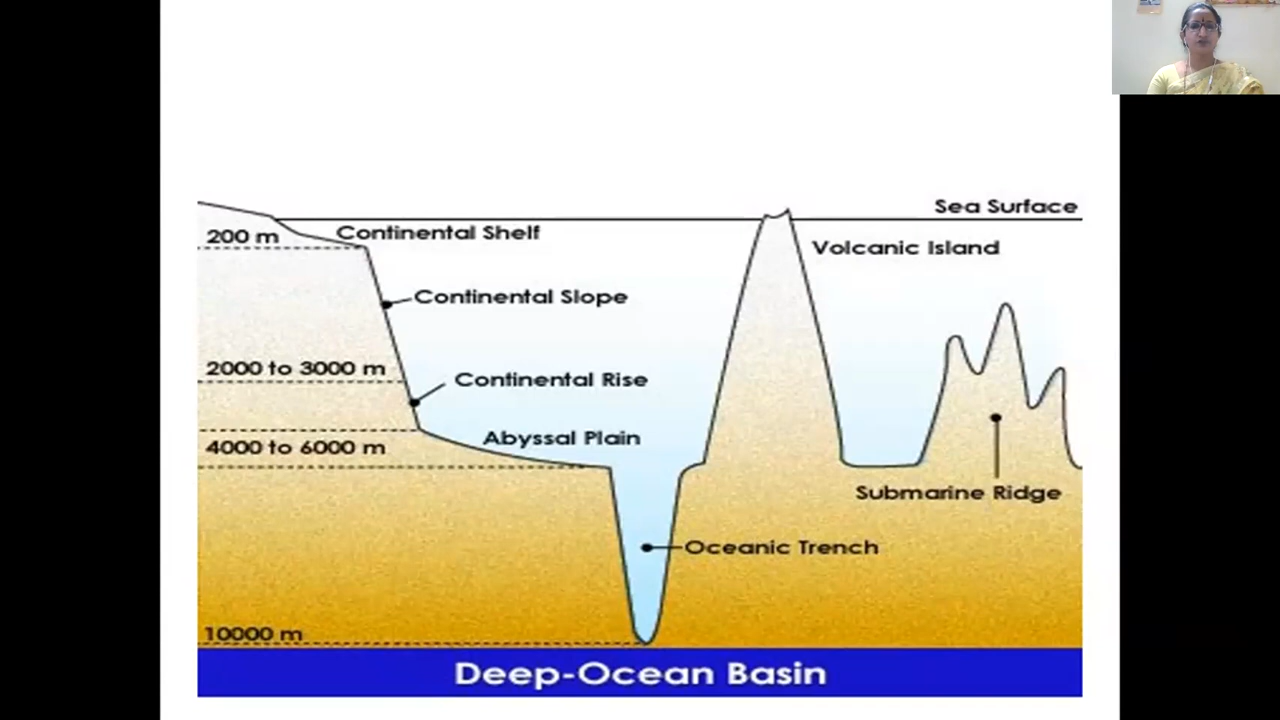 Sea Surface
200 m
Continental Shelf
Volcanic Island
Continental Slope
2000 to 3000 m
Continental Rise
Abyssal Plain
4000 to 6000 m
Submarine Ridge
Oceanic Trench
10000 m
Deep-Ocean Basin